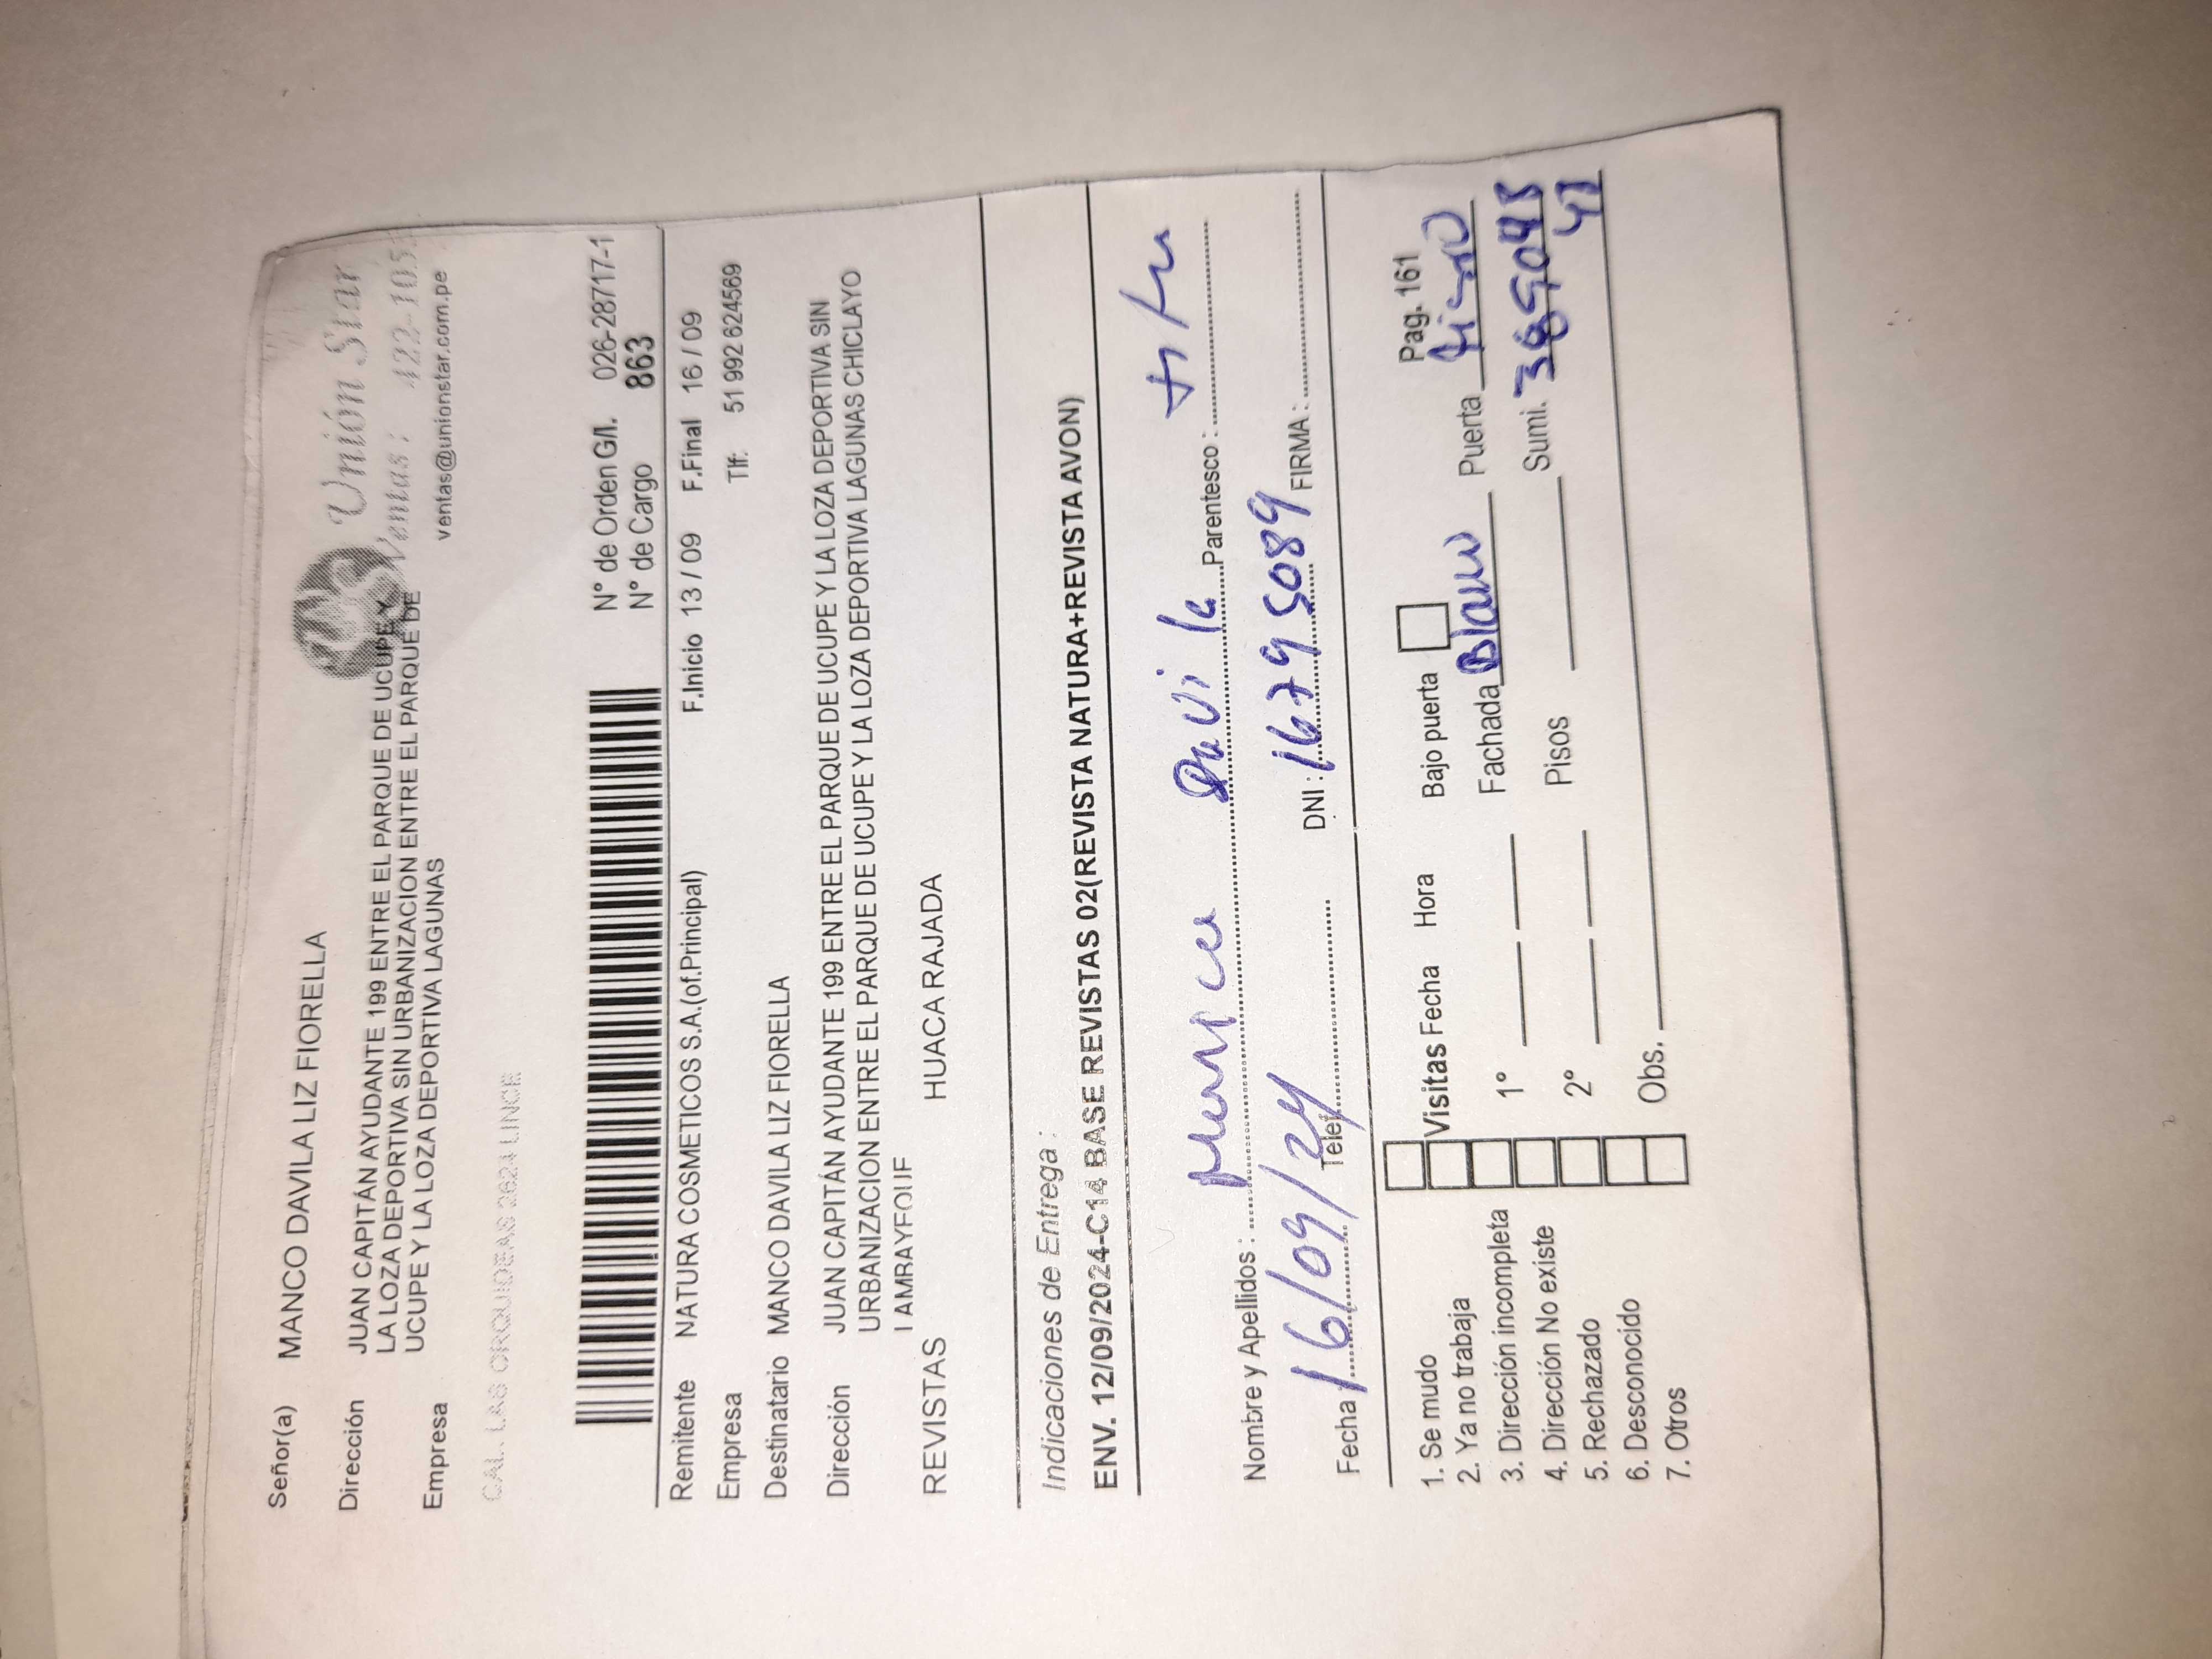 Señor(a) MANCO DAVILA LIZ FIORELLA
Unión Star
Ventas: 422-105
ventas@unionstar.com.pe
Dirección JUAN CAPITÁN AYUDANTE 199 ENTRE EL PARQUE DE UCUPE Y
LA LOZA DEPORTIVA SIN URBANIZACION ENTRE EL PARQUE DE
UCUPE Y LA LOZA DEPORTIVA LAGUNAS
Empresa
CAL. LAS ORQUIDEAS 2624 LINCE
N° de Orden G/I. 026-28717-1
N° de Cargo 863
Remitente NATURA COSMETICOS S.A.(of.Principal) F.Inicio 13 / 09 F.Final 16 / 09
Empresa Tlf: 51 992 624569
Destinatario MANCO DAVILA LIZ FIORELLA
Dirección JUAN CAPITÁN AYUDANTE 199 ENTRE EL PARQUE DE UCUPE Y LA LOZA DEPORTIVA SIN
URBANIZACION ENTRE EL PARQUE DE UCUPE Y LA LOZA DEPORTIVA LAGUNAS CHICLAYO
REVISTAS HUACA RAJADA
Indicaciones de Entrega :
ENV. 12/09/2024-C14 BASE REVISTAS 02(REVISTA NATURA+REVISTA AVON)
Nombre y Apellidos : Davila Parentesco :
Fecha 16/09/24 Telef. DNI : 16795089 FIRMA :
Pag. 161
1. Se mudo
2. Ya no trabaja
3. Dirección incompleta
4. Dirección No existe
5. Rechazado
6. Desconocido
7. Otros
Visitas Fecha Hora
1°
2°
Obs.
Bajo puerta
Fachada Blanco Puerta
Pisos Sumi.